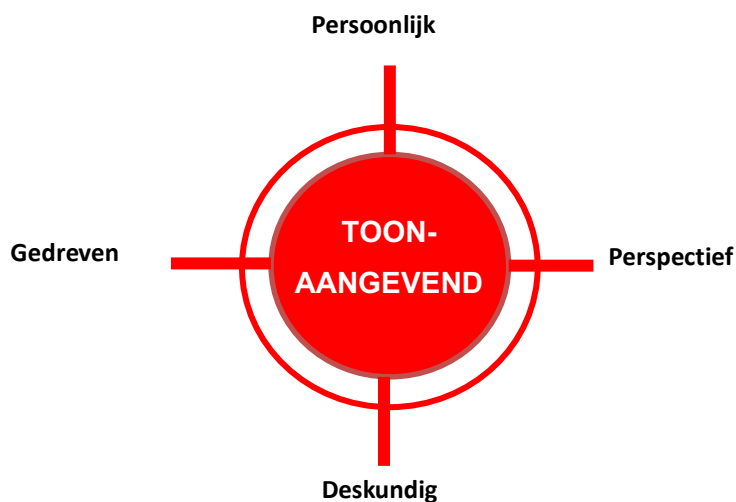 Persoonlijk
TOON-
AANGEVEND
Gedreven
Perspectief
Deskundig